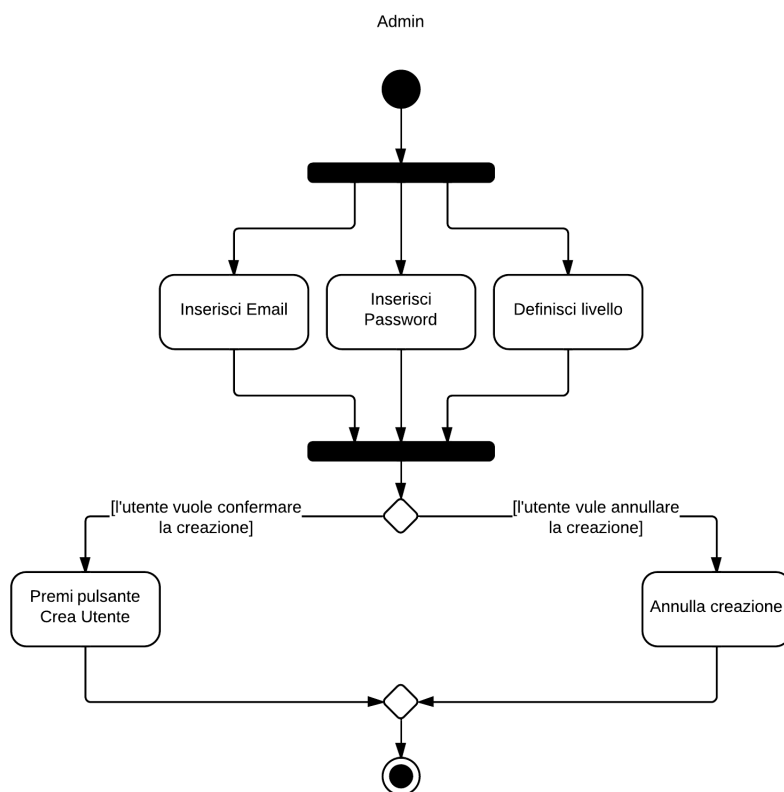 Admin
Inserisci Email
Inserisci
Password
Definisci livello
[l'utente vuole confermare
la creazione]
[l'utente vule annullare
la creazione]
Premi pulsante
Crea Utente
Annulla creazione